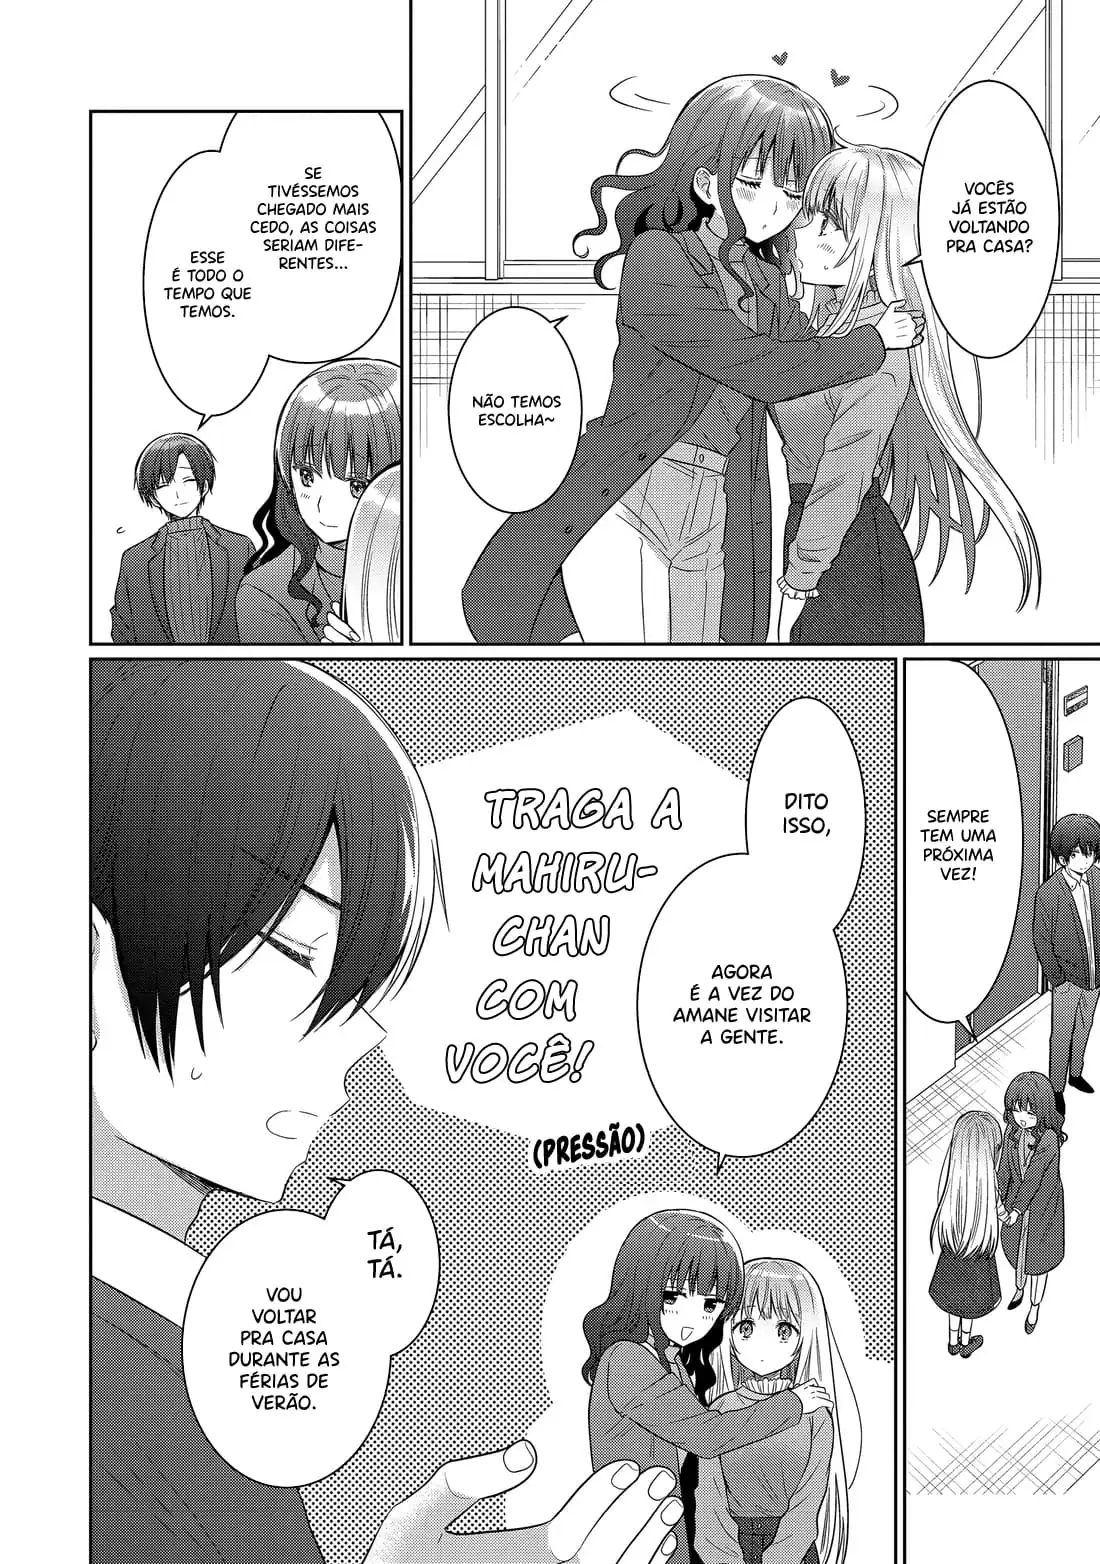 VOCÊS
JÁ ESTÃO
VOLTANDO
PRA CASA?
NÃO TEMOS
ESCOLHA~
SE
TIVÉSSEMOS
CHEGADO MAIS
CEDO, AS COISAS
SERIAM DIFE-
RENTES...
ESSE
É TODO O
TEMPO QUE
TEMOS.
SEMPRE
TEM UMA
PRÓXIMA
VEZ!
DITO
ISSO,
AGORA
É A VEZ DO
AMANE VISITAR
A GENTE.
TRAGA A
MAHIRU-
CHAN
COM
VOCÊ!
(PRESSÃO)
TÁ,
TÁ.
VOU
VOLTAR
PRA CASA
DURANTE AS
FÉRIAS DE
VERÃO.